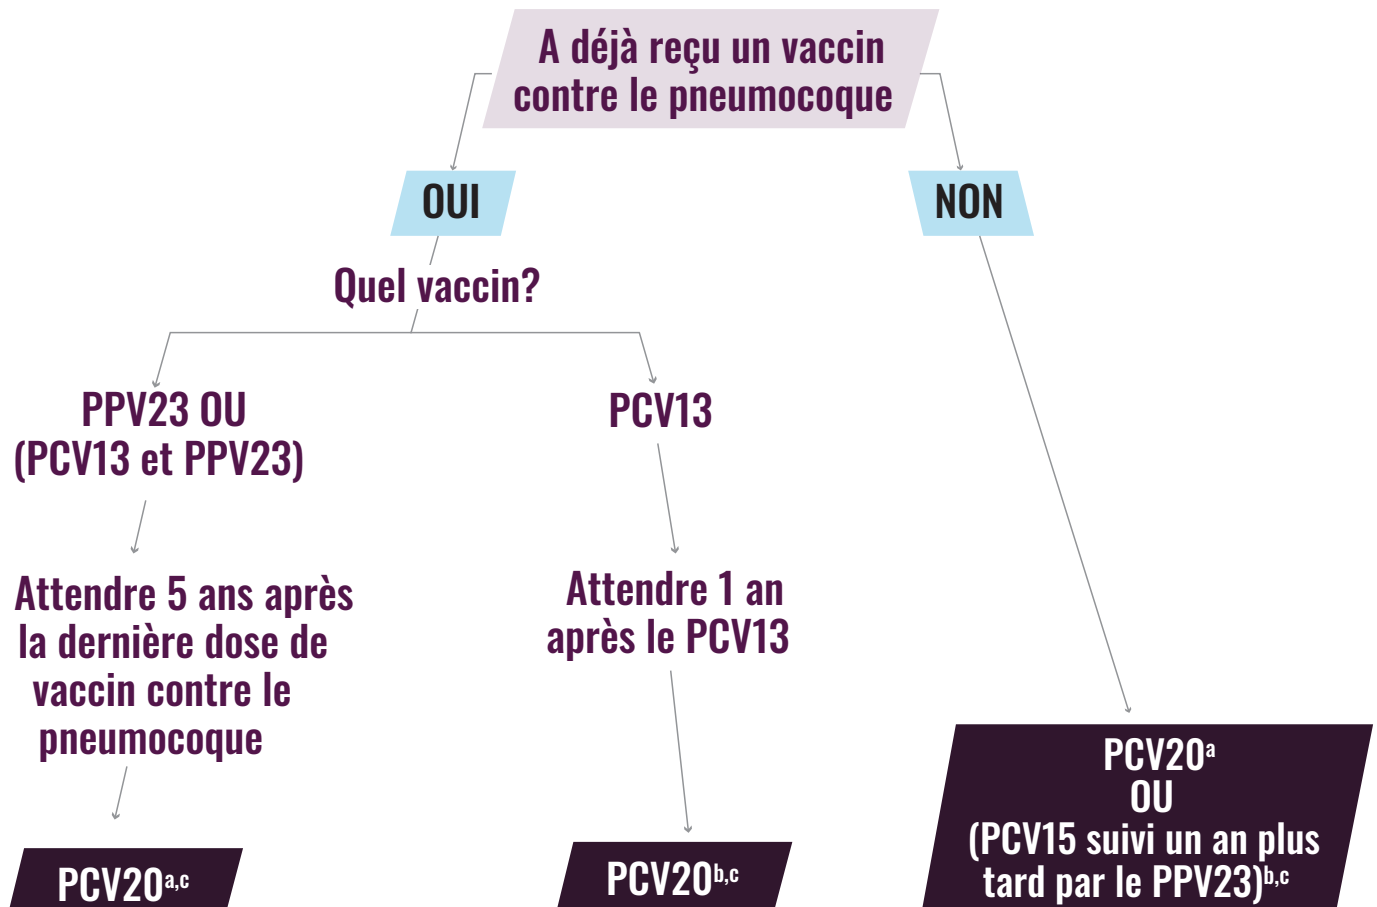 A déjà reçu un vaccin
contre le pneumocoque
OUI
NON
Quel vaccin?
PPV23 OU
(PCV13 et PPV23)
PCV13
Attendre 5 ans après
la dernière dose de
vaccin contre le
pneumocoque
Attendre 1 an
après le PCV13
PCV20ᵃ,ᶜ
PCV20ᵇ,ᶜ
PCV20ᵃ
OU
(PCV15 suivi un an plus
tard par le PPV23)ᵇ,ᶜ